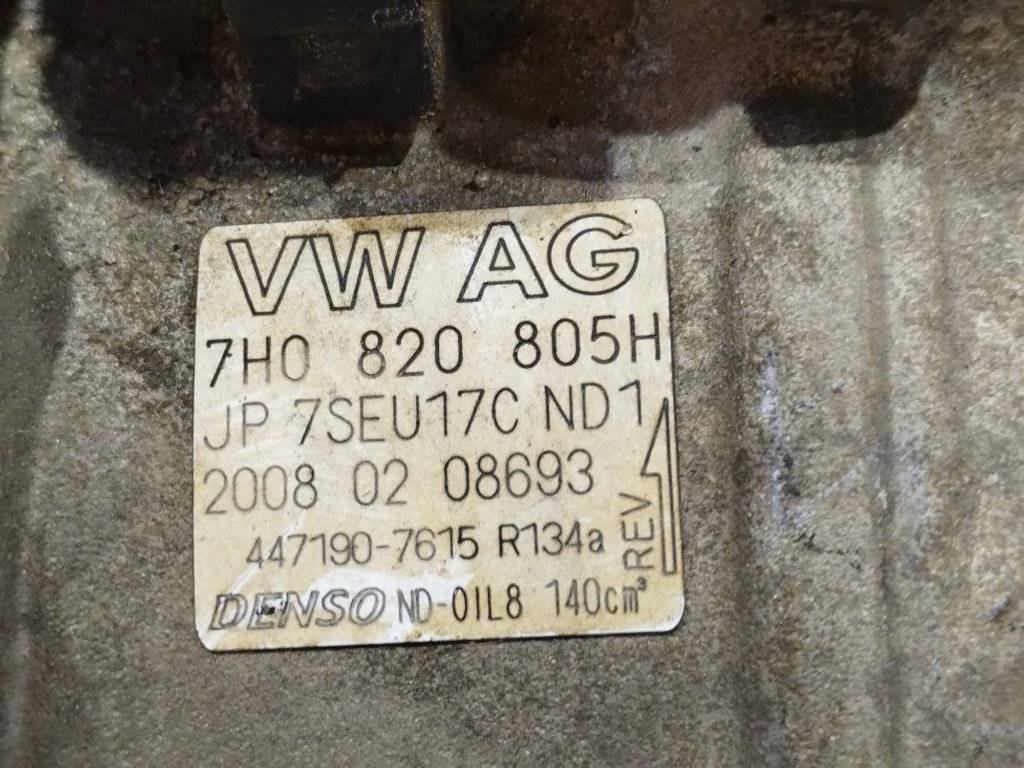 VW AG
7H0 820 805H
JP 7SEU17C ND1
2008 02 08693
447190-7615 R134a
REV
DENSO ND-OIL8 140cm³